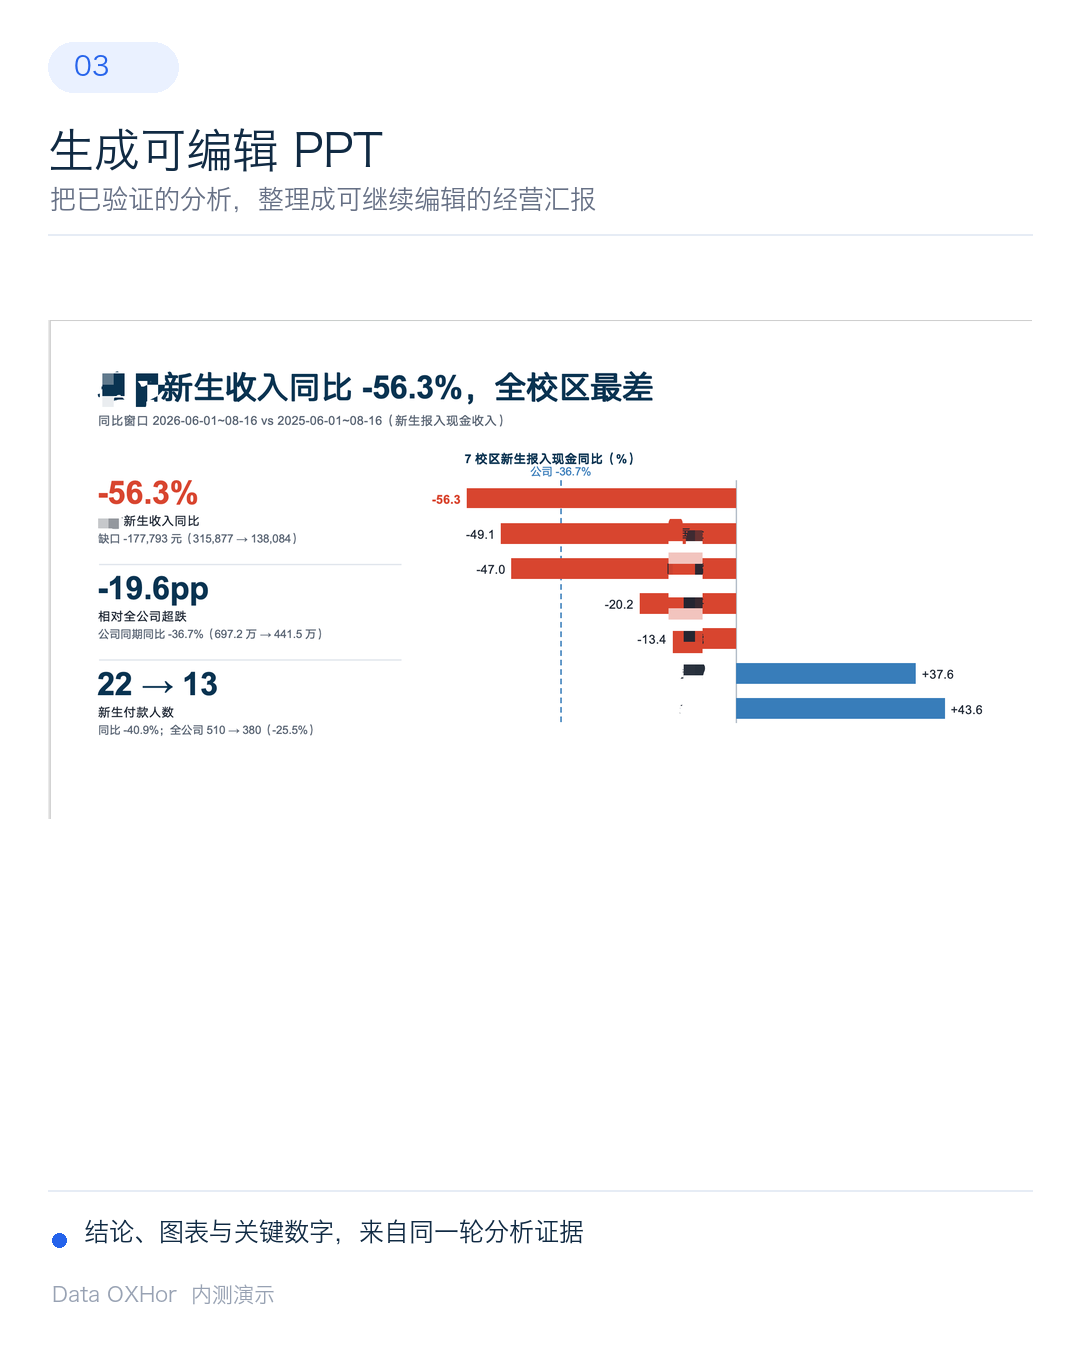 03
生成可编辑 PPT
把已验证的分析，整理成可继续编辑的经营汇报
新生收入同比 -56.3%，全校区最差
同比窗口 2026-06-01~08-16 vs 2025-06-01~08-16（新生报入现金收入）
-56.3%
新生收入同比
缺口 -177,793 元（315,877 → 138,084）
-19.6pp
相对全公司超跌
公司同期同比 -36.7%（697.2 万 → 441.5 万）
22 → 13
新生付款人数
同比 -40.9%；全公司 510 → 380（-25.5%）
7 校区新生报入现金同比（%）
公司 -36.7%
-56.3
-49.1
-47.0
-20.2
-13.4
+37.6
+43.6
结论、图表与关键数字，来自同一轮分析证据
Data OXHor 内测演示